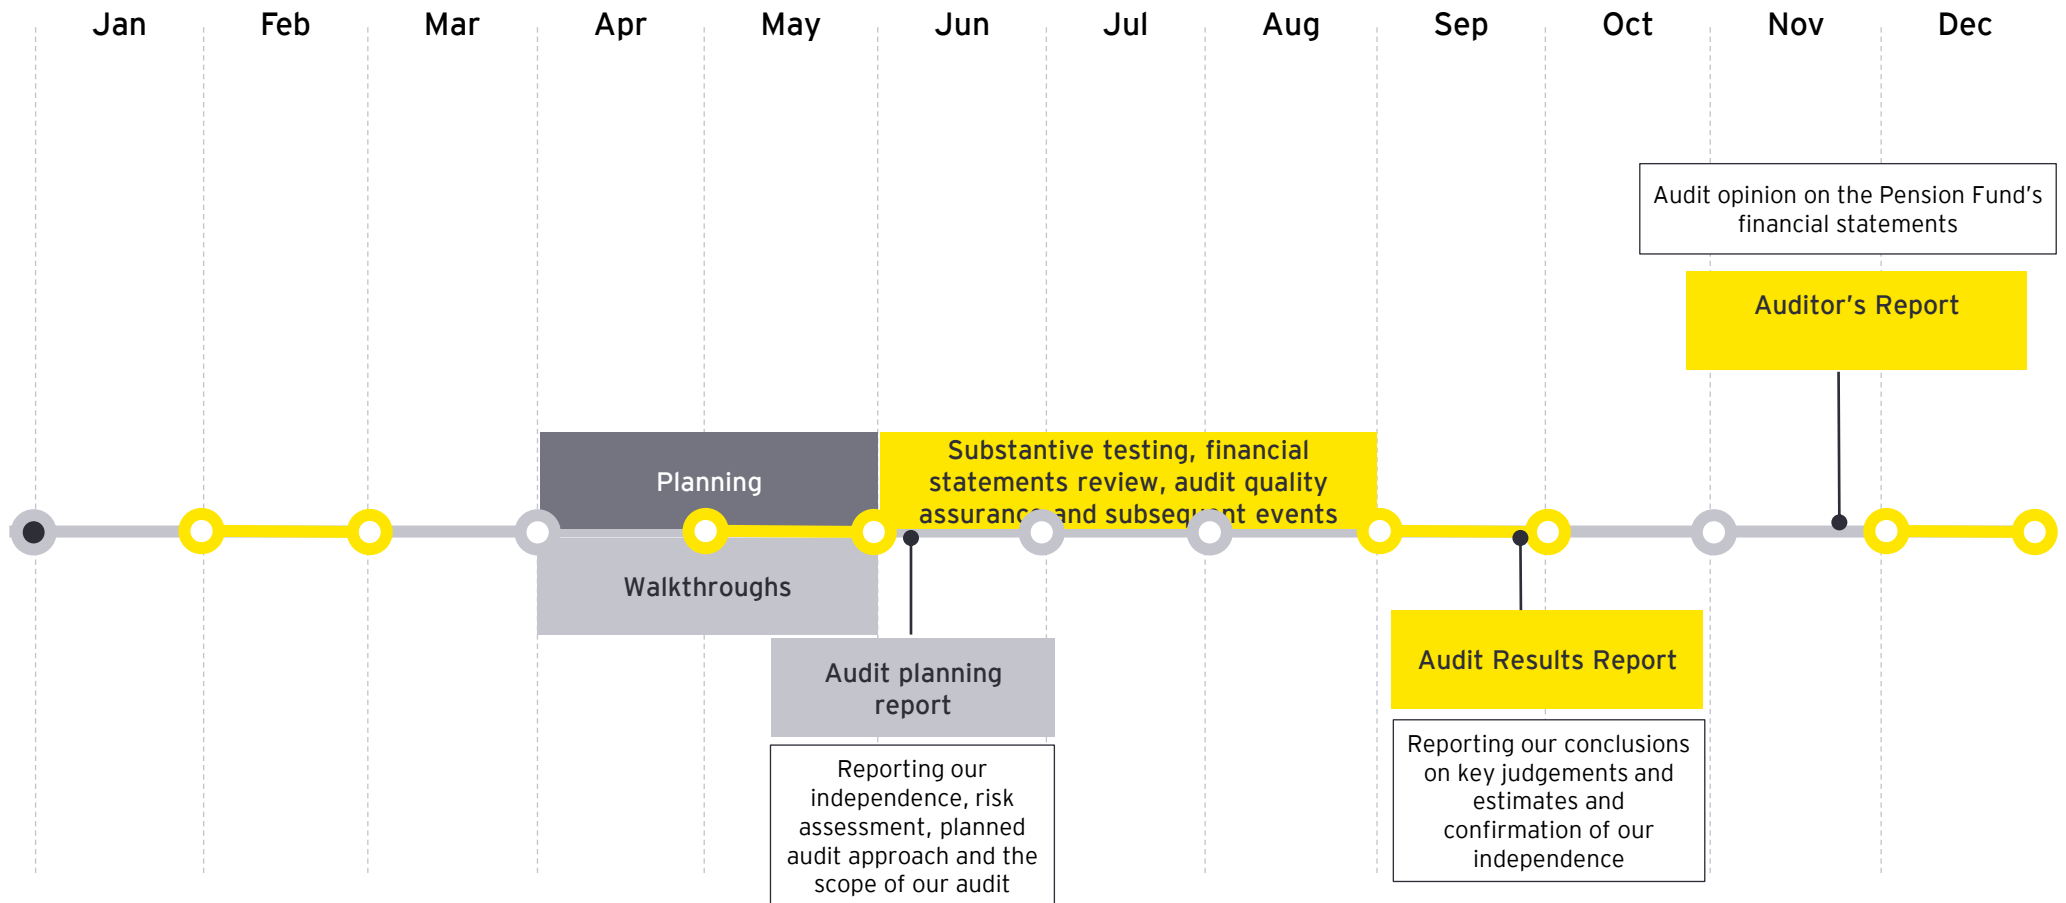 Jan Feb Mar Apr May Jun Jul Aug Sep Oct Nov Dec
Audit opinion on the Pension Fund's
financial statements
Auditor's Report
Planning
Substantive testing, financial
statements review, audit quality
assurance and subsequent events
Walkthroughs
Audit planning
report
Reporting our
independence, risk
assessment, planned
audit approach and the
scope of our audit
Audit Results Report
Reporting our conclusions
on key judgements and
estimates and
confirmation of our
independence